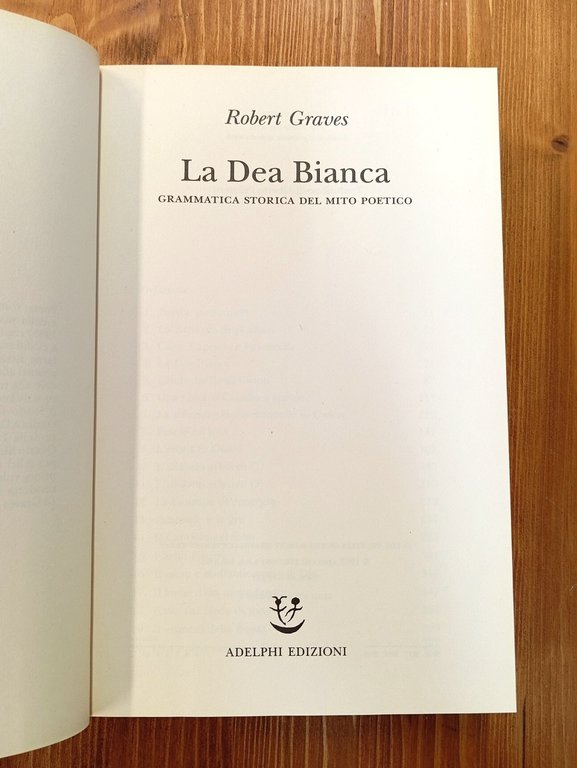 Robert Graves
La Dea Bianca
GRAMMATICA STORICA DEL MITO POETICO
ADELPHI EDIZIONI